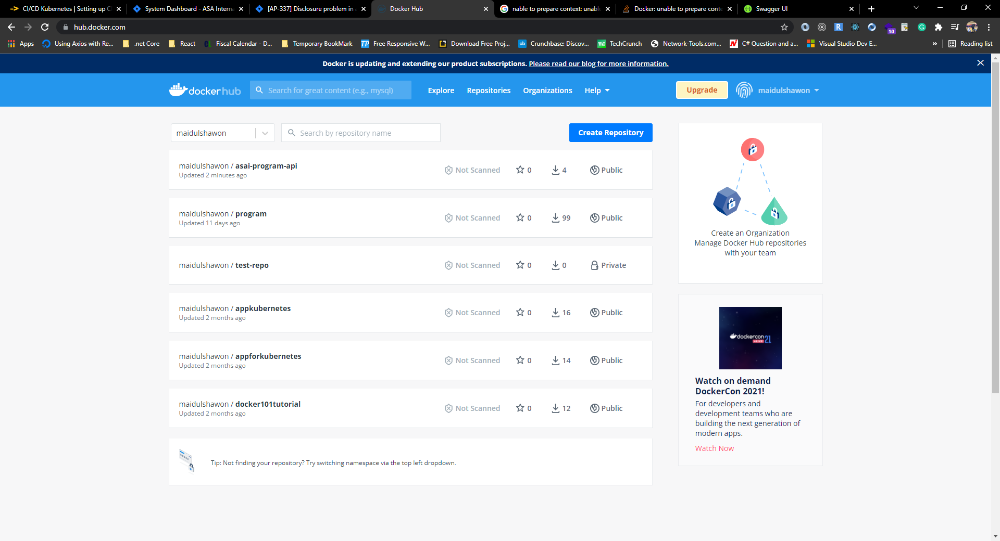 CI/CD Kubernetes | Setting up C
System Dashboard - ASA Interna
[AP-337] Disclosure problem in
Docker Hub
nable to prepare context: unabl
Docker: unable to prepare conte
Swagger UI
hub.docker.com
10
Apps
Using Axios with Re...
.net Core
React
Fiscal Calendar - D...
Temporary BookMark
Free Responsive W...
Download Free Proj...
Crunchbase: Discov...
TechCrunch
Network-Tools.com...
C# Question and a...
Visual Studio Dev E...
»
Reading list
Docker is updating and extending our product subscriptions. Please read our blog for more information.
docker hub
Search for great content (e.g., mysql)
Explore
Repositories
Organizations
Help
Upgrade
maidulshawon
maidulshawon
Search by repository name
Create Repository
maidulshawon / asai-program-api
Updated 2 minutes ago
Not Scanned
0
4
Public
maidulshawon / program
Updated 11 days ago
Not Scanned
0
99
Public
maidulshawon / test-repo
Not Scanned
0
0
Private
maidulshawon / appkubernetes
Updated 2 months ago
Not Scanned
0
16
Public
maidulshawon / appforkubernetes
Updated 2 months ago
Not Scanned
0
14
Public
maidulshawon / docker101tutorial
Updated 2 months ago
Not Scanned
0
12
Public
Tip: Not finding your repository? Try switching namespace via the top left dropdown.
Create an Organization
Manage Docker Hub repositories
with your team
dockercon
LIVE 21
Watch on demand
DockerCon 2021!
For developers and
development teams who are
building the next generation of
modern apps.
Watch Now